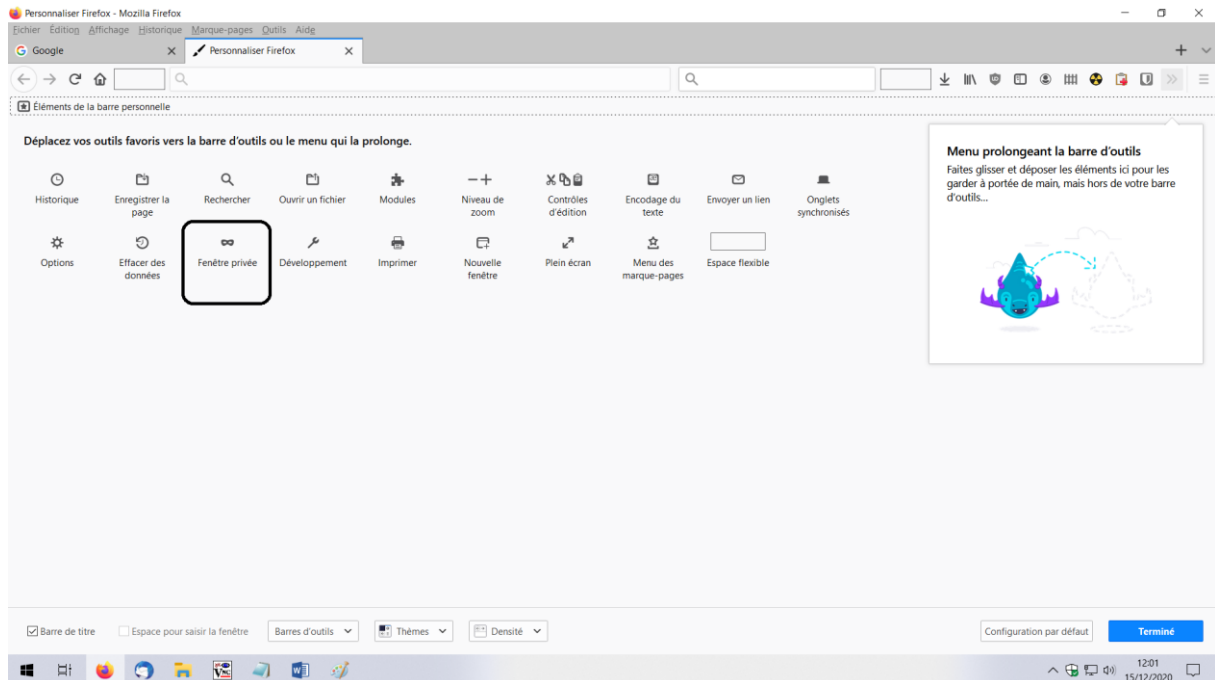 Personnaliser Firefox - Mozilla Firefox
Fichier Édition Affichage Historique Marque-pages Outils Aide
Google
Personnaliser Firefox
Éléments de la barre personnelle
Déplacez vos outils favoris vers la barre d'outils ou le menu qui la prolonge.
Historique
Enregistrer la
page
Rechercher
Ouvrir un fichier
Modules
Niveau de
zoom
Contrôles
d'édition
Encodage du
texte
Envoyer un lien
Onglets
synchronisés
Options
Effacer des
données
Fenêtre privée
Développement
Imprimer
Nouvelle
fenêtre
Plein écran
Menu des
marque-pages
Espace flexible
Menu prolongeant la barre d'outils
Faites glisser et déposer les éléments ici pour les
garder à portée de main, mais hors de votre barre
d'outils...
Barre de titre
Espace pour saisir la fenêtre
Barres d'outils
Thèmes
Densité
Configuration par défaut
Terminé
12:01
15/12/2020